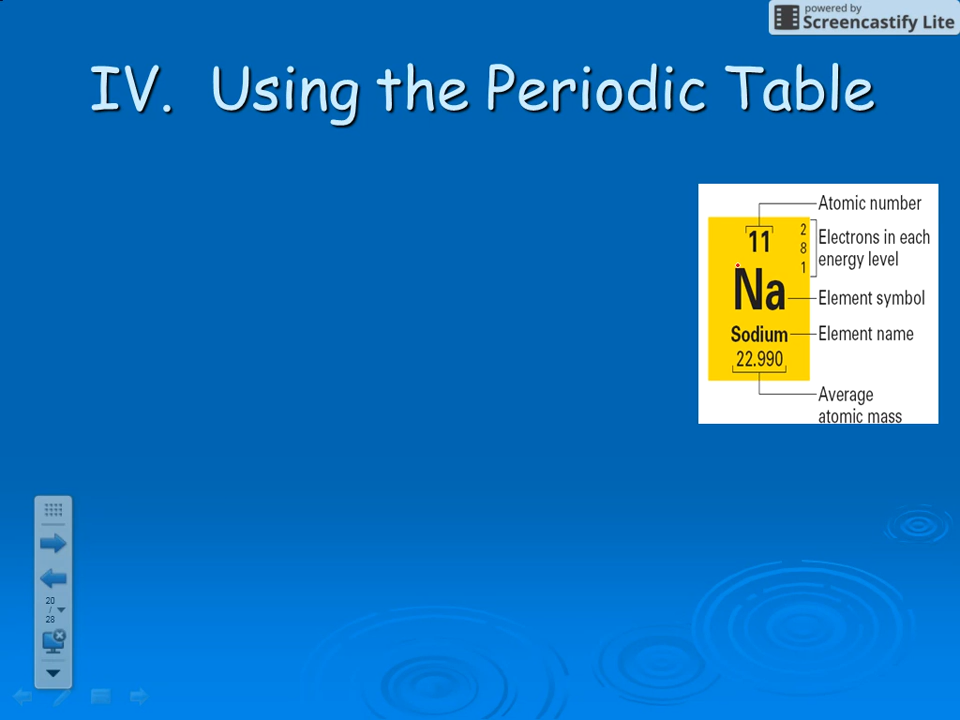 powered by
Screencastify Lite
IV. Using the Periodic Table
Atomic number
11
2
8
1
Electrons in each
energy level
Na
Element symbol
Sodium
Element name
22.990
Average
atomic mass
20
/
28